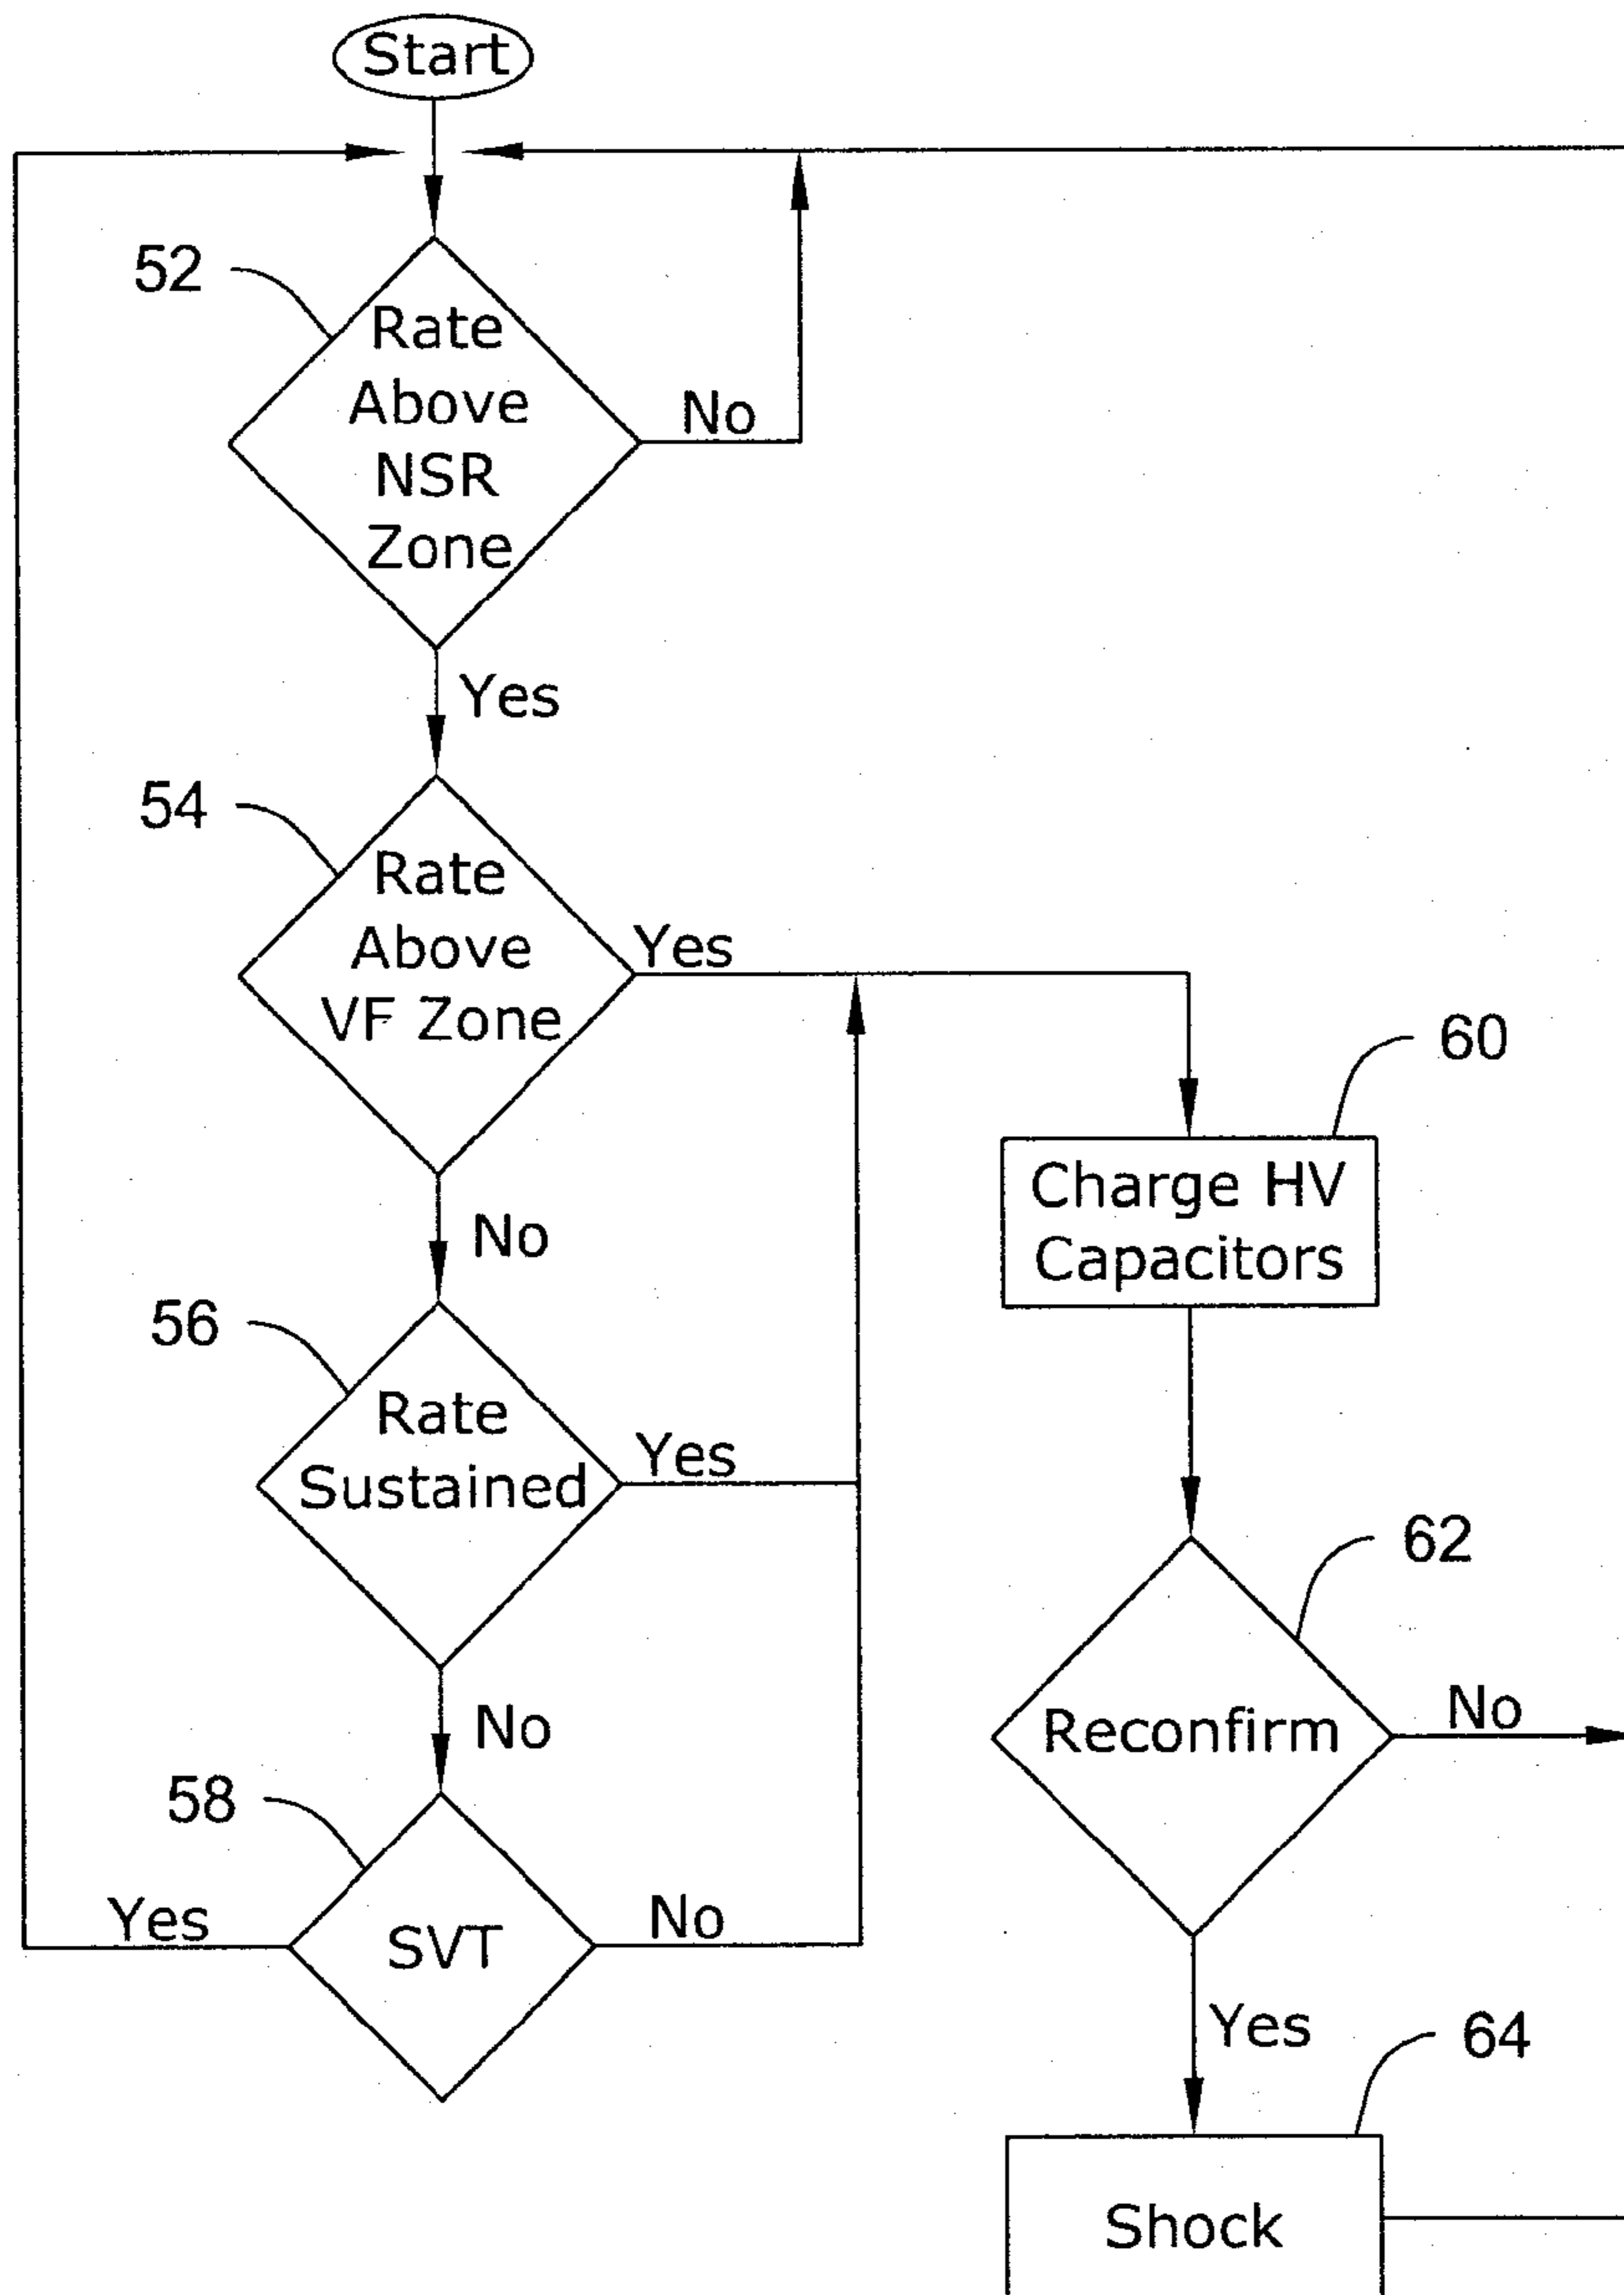 Start
52
Rate
Above
NSR
Zone
No
Yes
54
Rate
Above
VF Zone
Yes
No
60
Charge HV
Capacitors
56
Rate
Sustained
Yes
No
62
Reconfirm
No
Yes
58
SVT
Yes
No
64
Shock